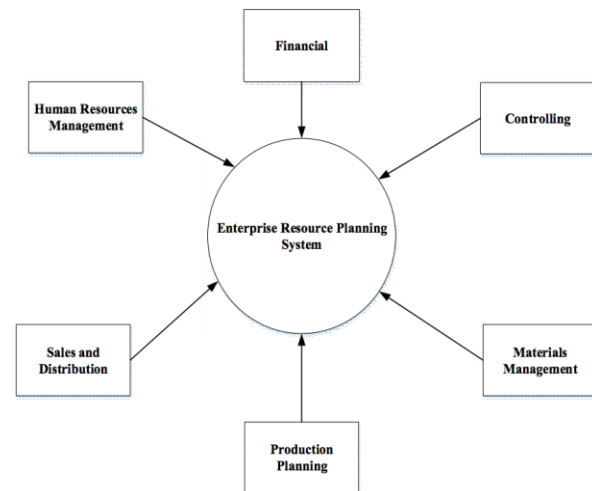 Financial
Human Resources
Management
Controlling
Enterprise Resource Planning
System
Sales and
Distribution
Materials
Management
Production
Planning